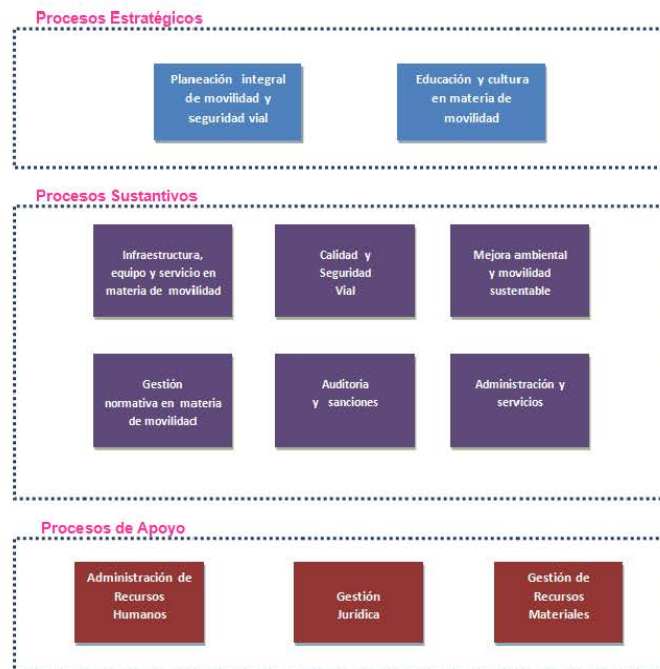 Procesos Estratégicos
Planeación integral
de movilidad y
seguridad vial
Educación y cultura
en materia de
movilidad
Procesos Sustantivos
Infraestructura,
equipo y servicio en
materia de movilidad
Calidad y
Seguridad
Vial
Mejora ambiental
y movilidad
sustentable
Gestión
normativa en materia
de movilidad
Auditoria
y sanciones
Administración y
servicios
Procesos de Apoyo
Administración de
Recursos
Humanos
Gestión
Jurídica
Gestión de
Recursos
Materiales